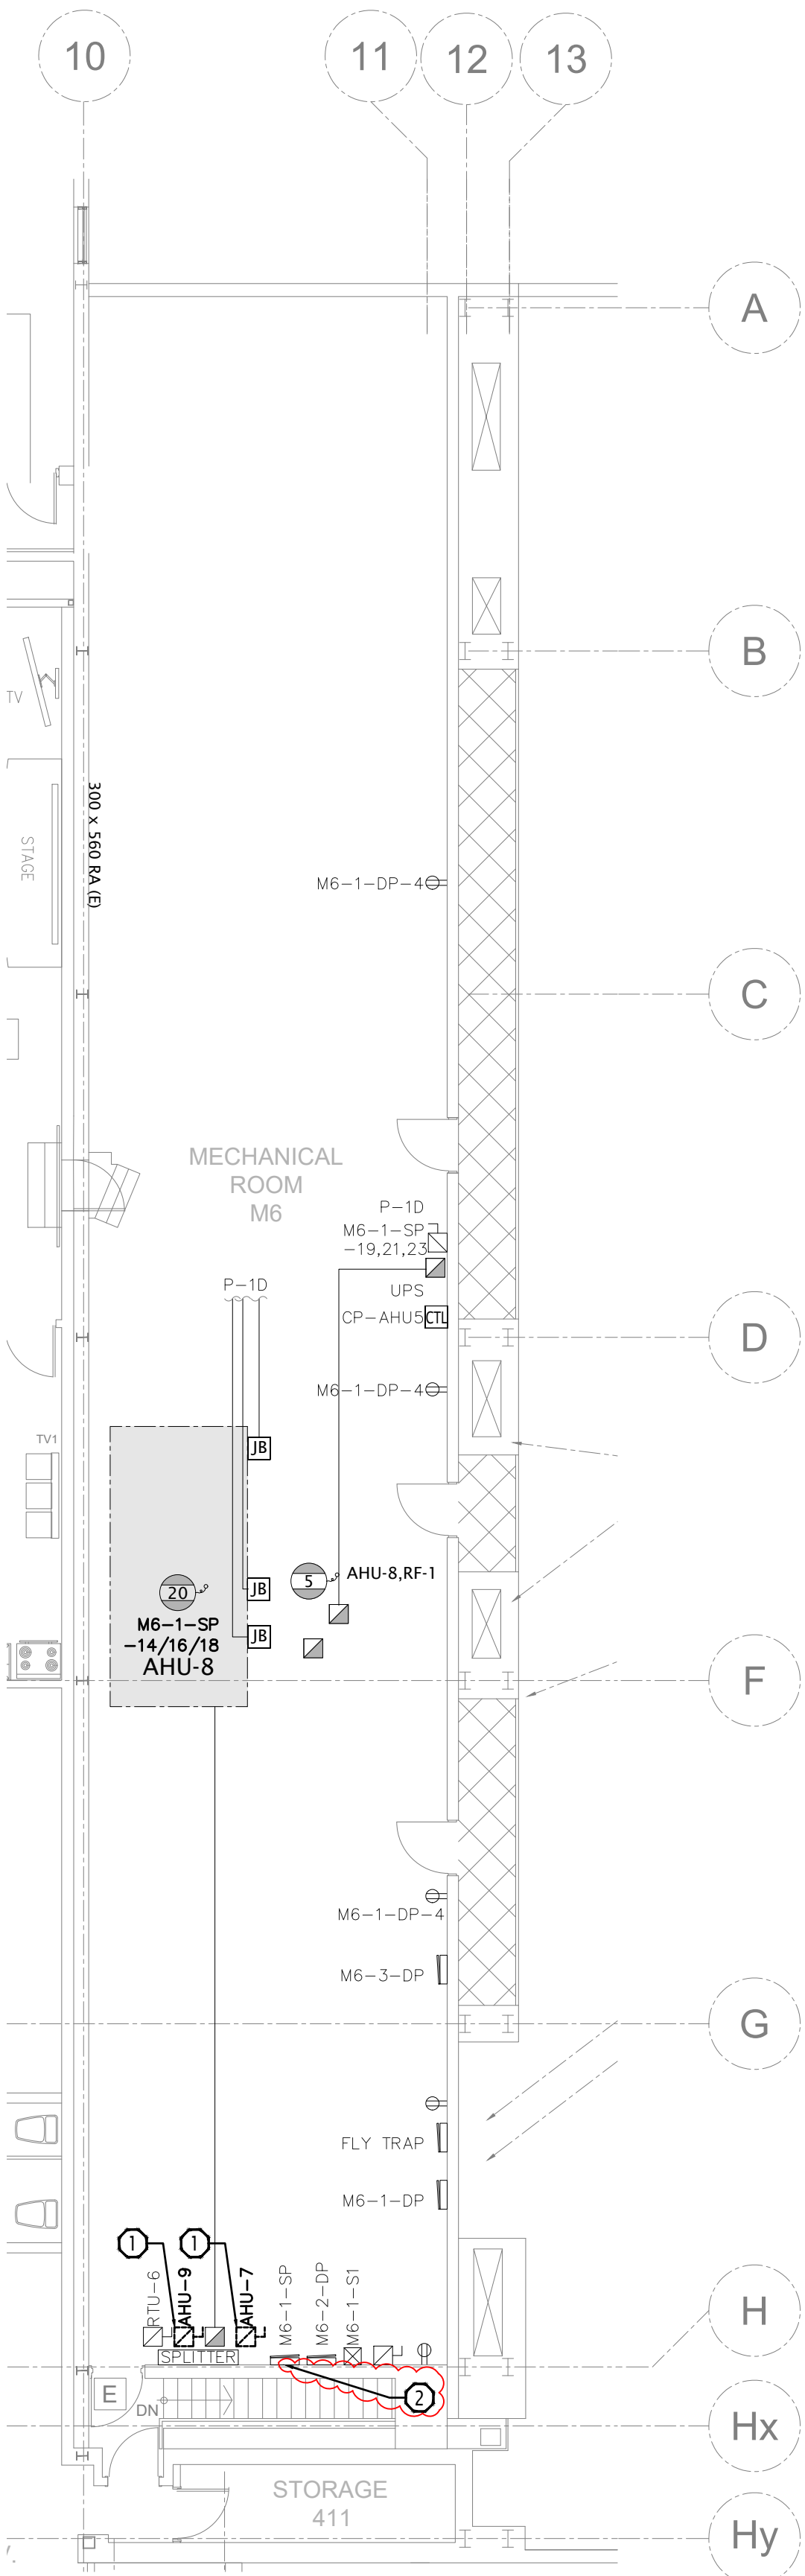 10
11
12
13
A
B
TV
300 x 560 RA (E)
STAGE
M6-1-DP-4
C
MECHANICAL
ROOM
M6
P-1D
M6-1-SP
-19,21,23
P-1D
UPS
CP-AHU5
CTL
D
M6-1-DP-4
TV1
JB
JB
JB
20
M6-1-SP
-14/16/18
AHU-8
5
AHU-8,RF-1
F
M6-1-DP-4
M6-3-DP
G
FLY TRAP
M6-1-DP
1
1
RTU-6
AHU-9
AHU-7
M6-1-SP
M6-2-DP
M6-1-S1
SPLITTER
H
E
DN
2
Hx
STORAGE
411
Hy